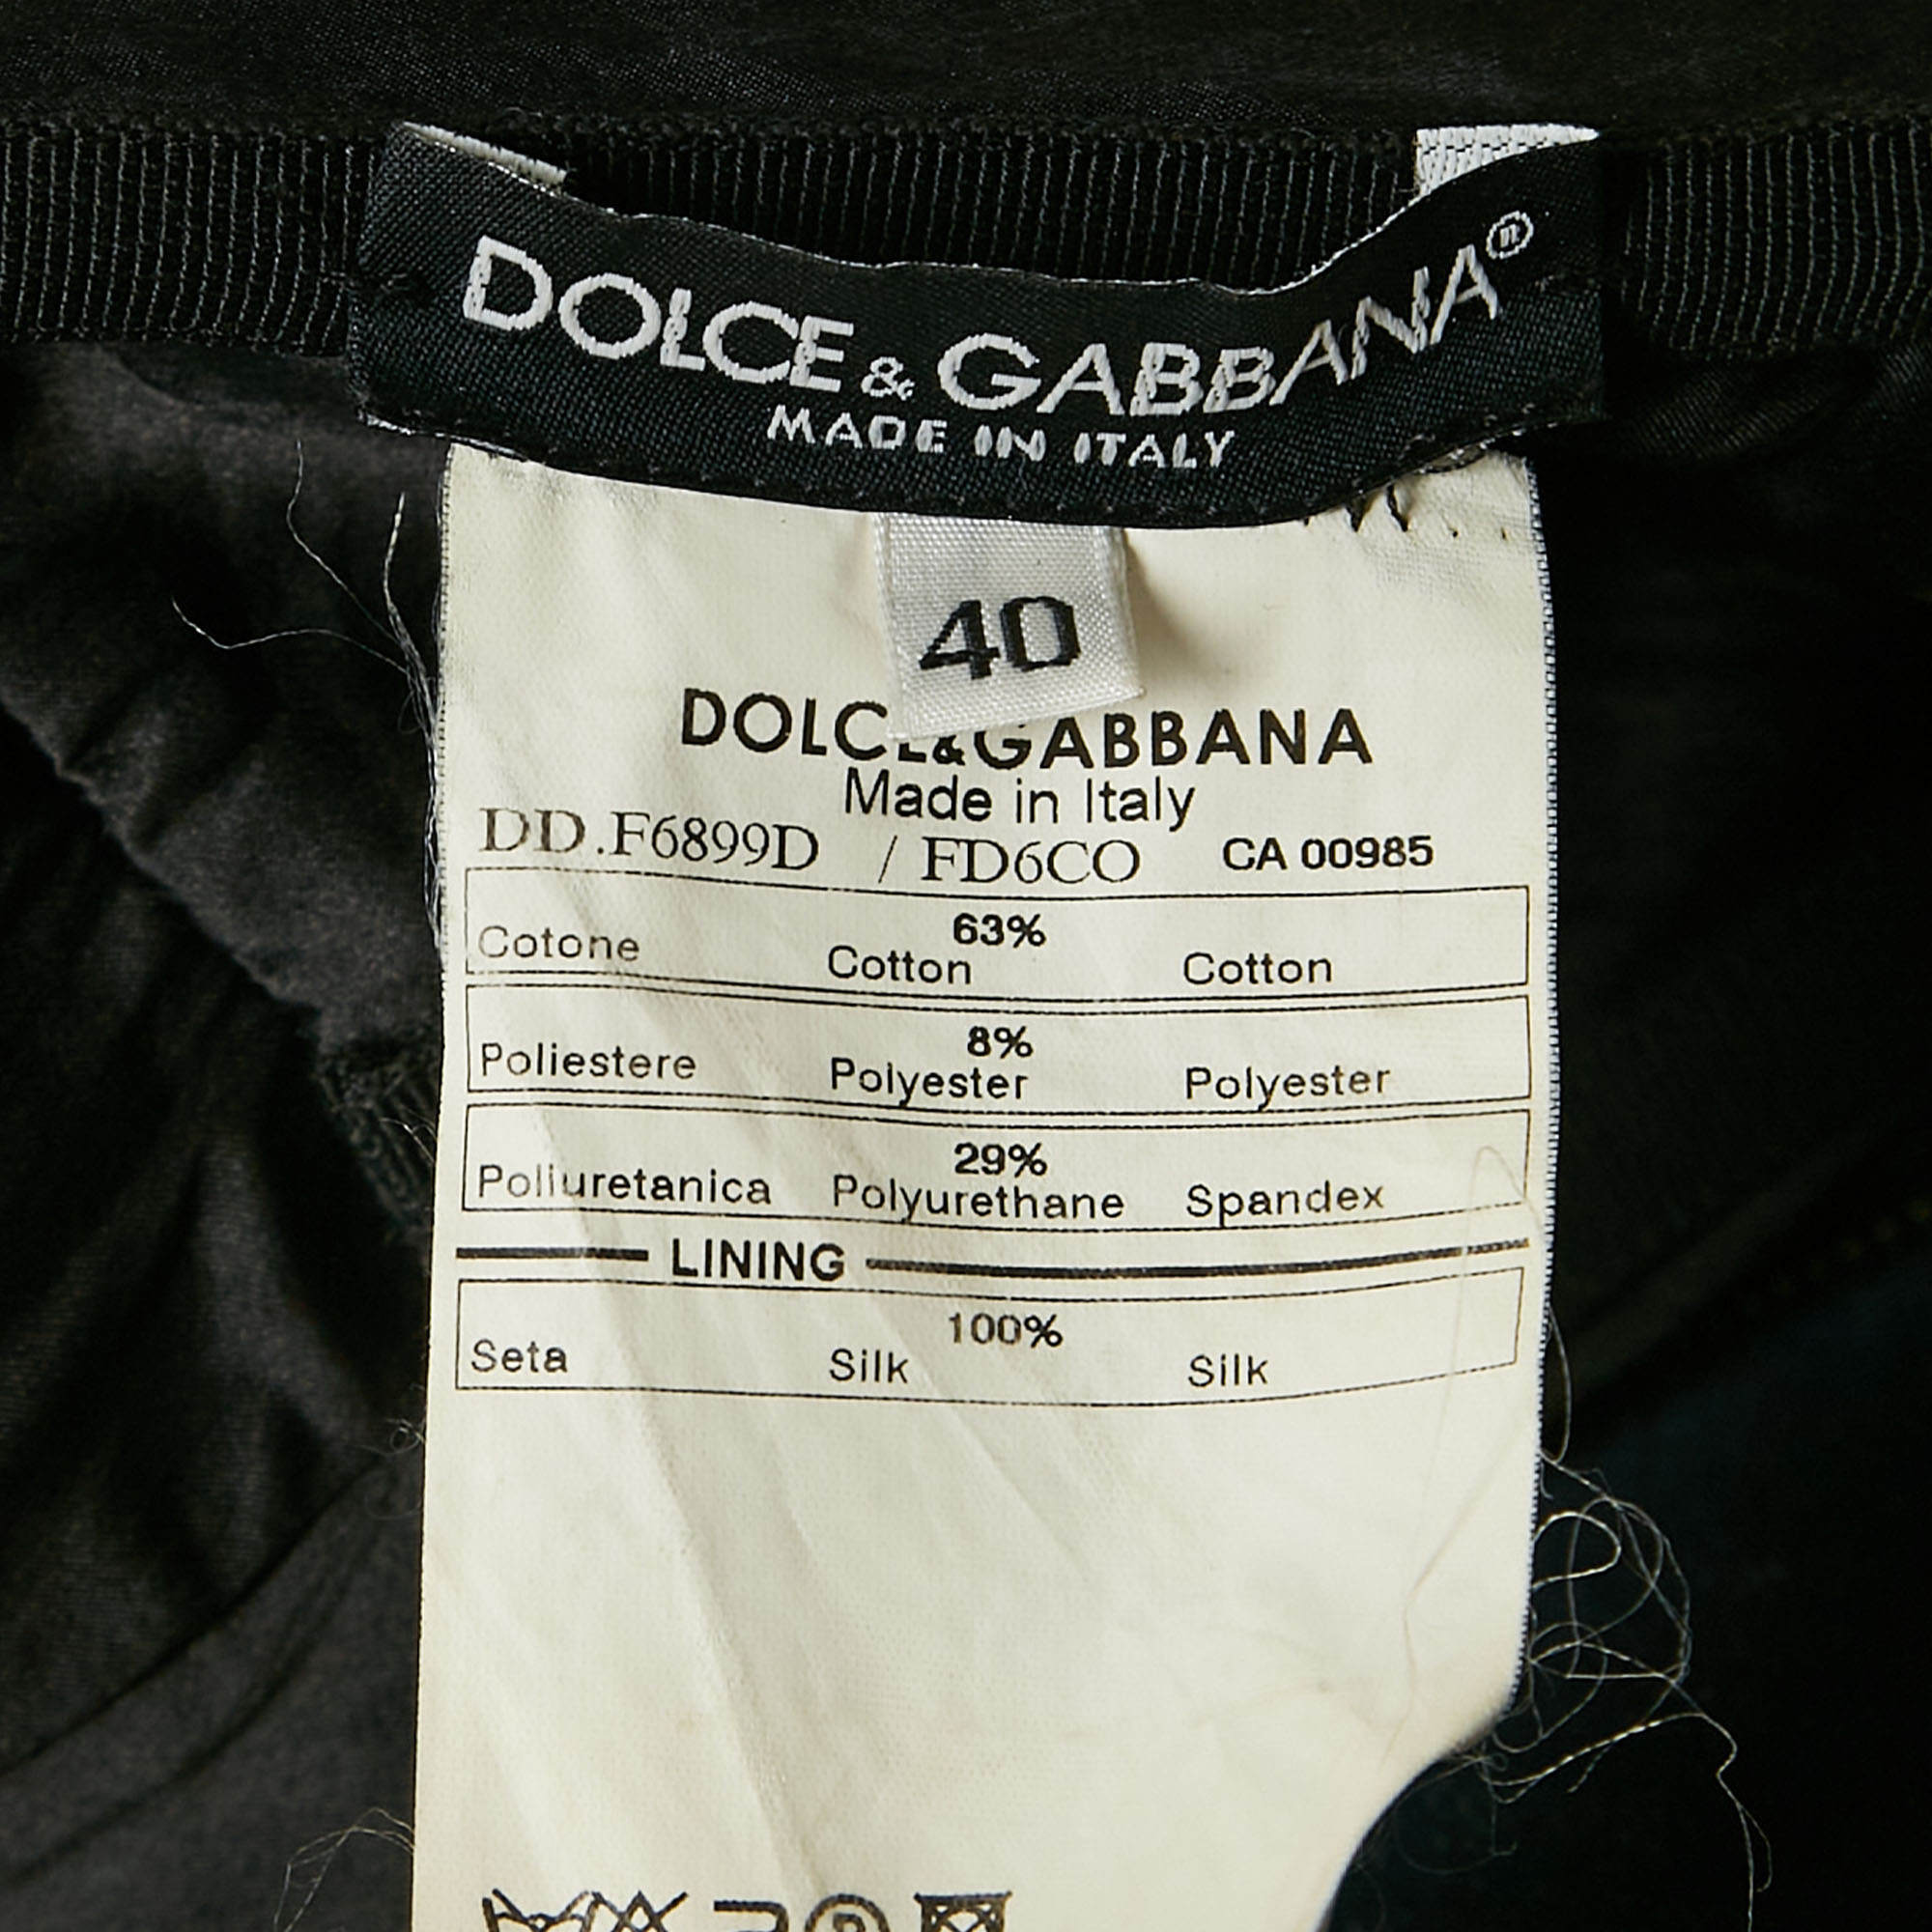 DOLCE & GABBANA®
MADE IN ITALY
40
DOLCE&GABBANA
Made in Italy
DD.F6899D / FD6CO CA 00985
63%
Cotone Cotton Cotton
8%
Poliestere Polyester Polyester
29%
Poliuretanica Polyurethane Spandex
LINING
100%
Seta Silk Silk